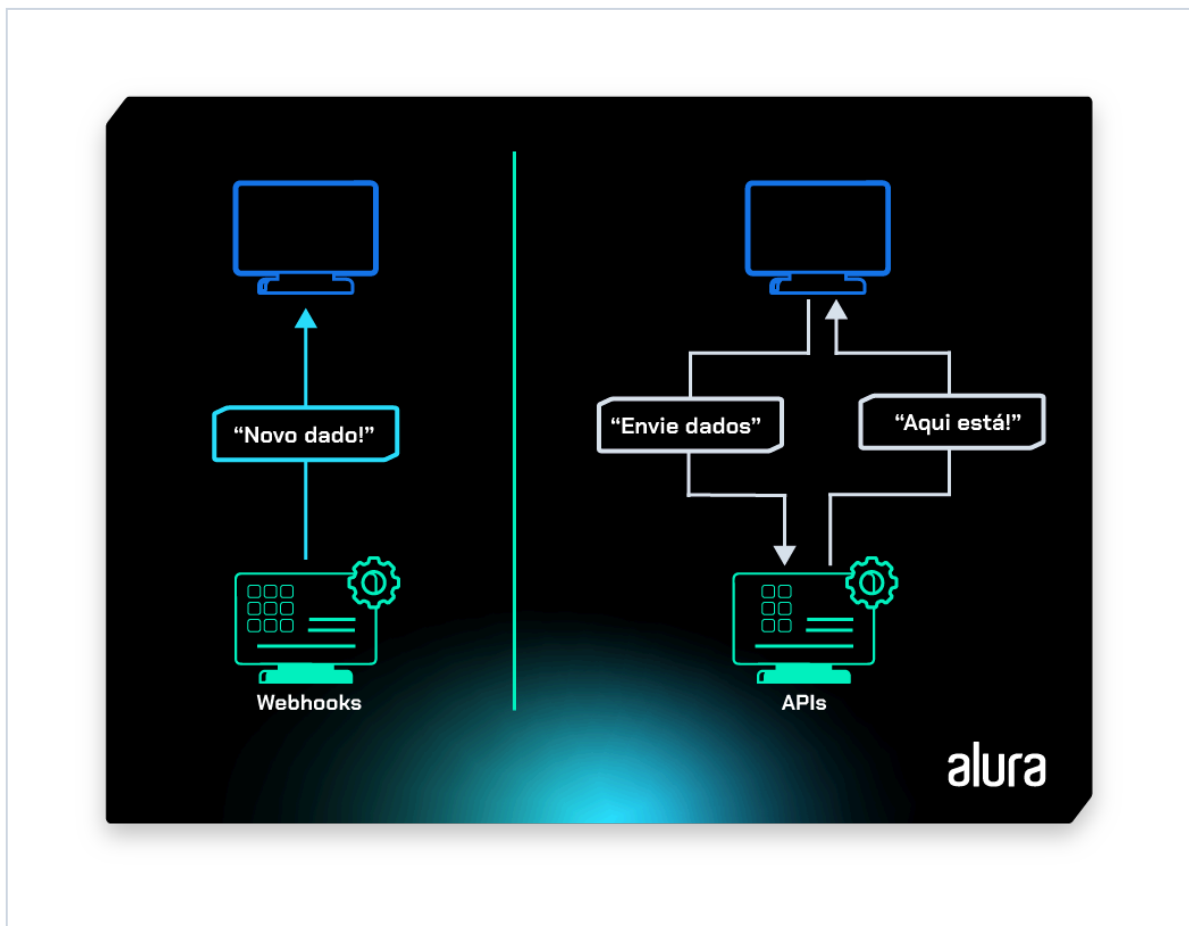 “Novo dado!”
“Envie dados”
“Aqui está!”
Webhooks
APIs
alura